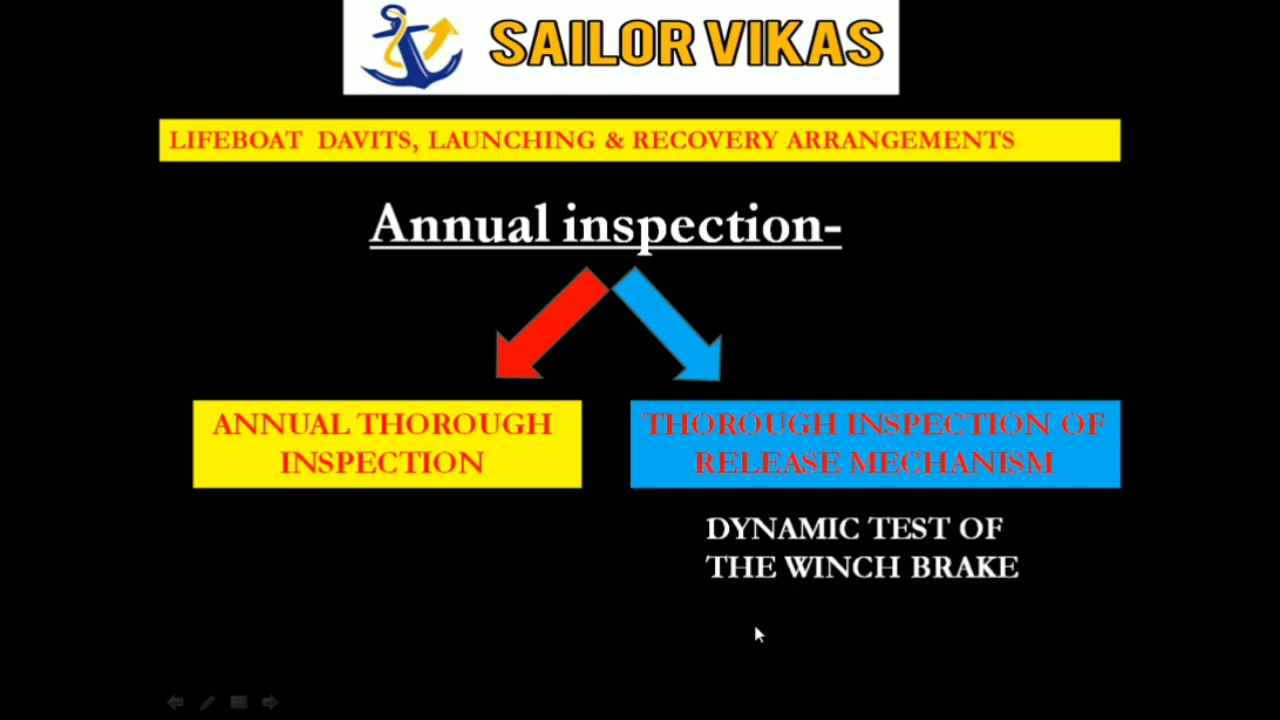 SAILOR VIKAS
LIFEBOAT DAVITS, LAUNCHING & RECOVERY ARRANGEMENTS
Annual inspection-
ANNUAL THOROUGH
INSPECTION
THOROUGH INSPECTION OF
RELEASE MECHANISM
DYNAMIC TEST OF
THE WINCH BRAKE